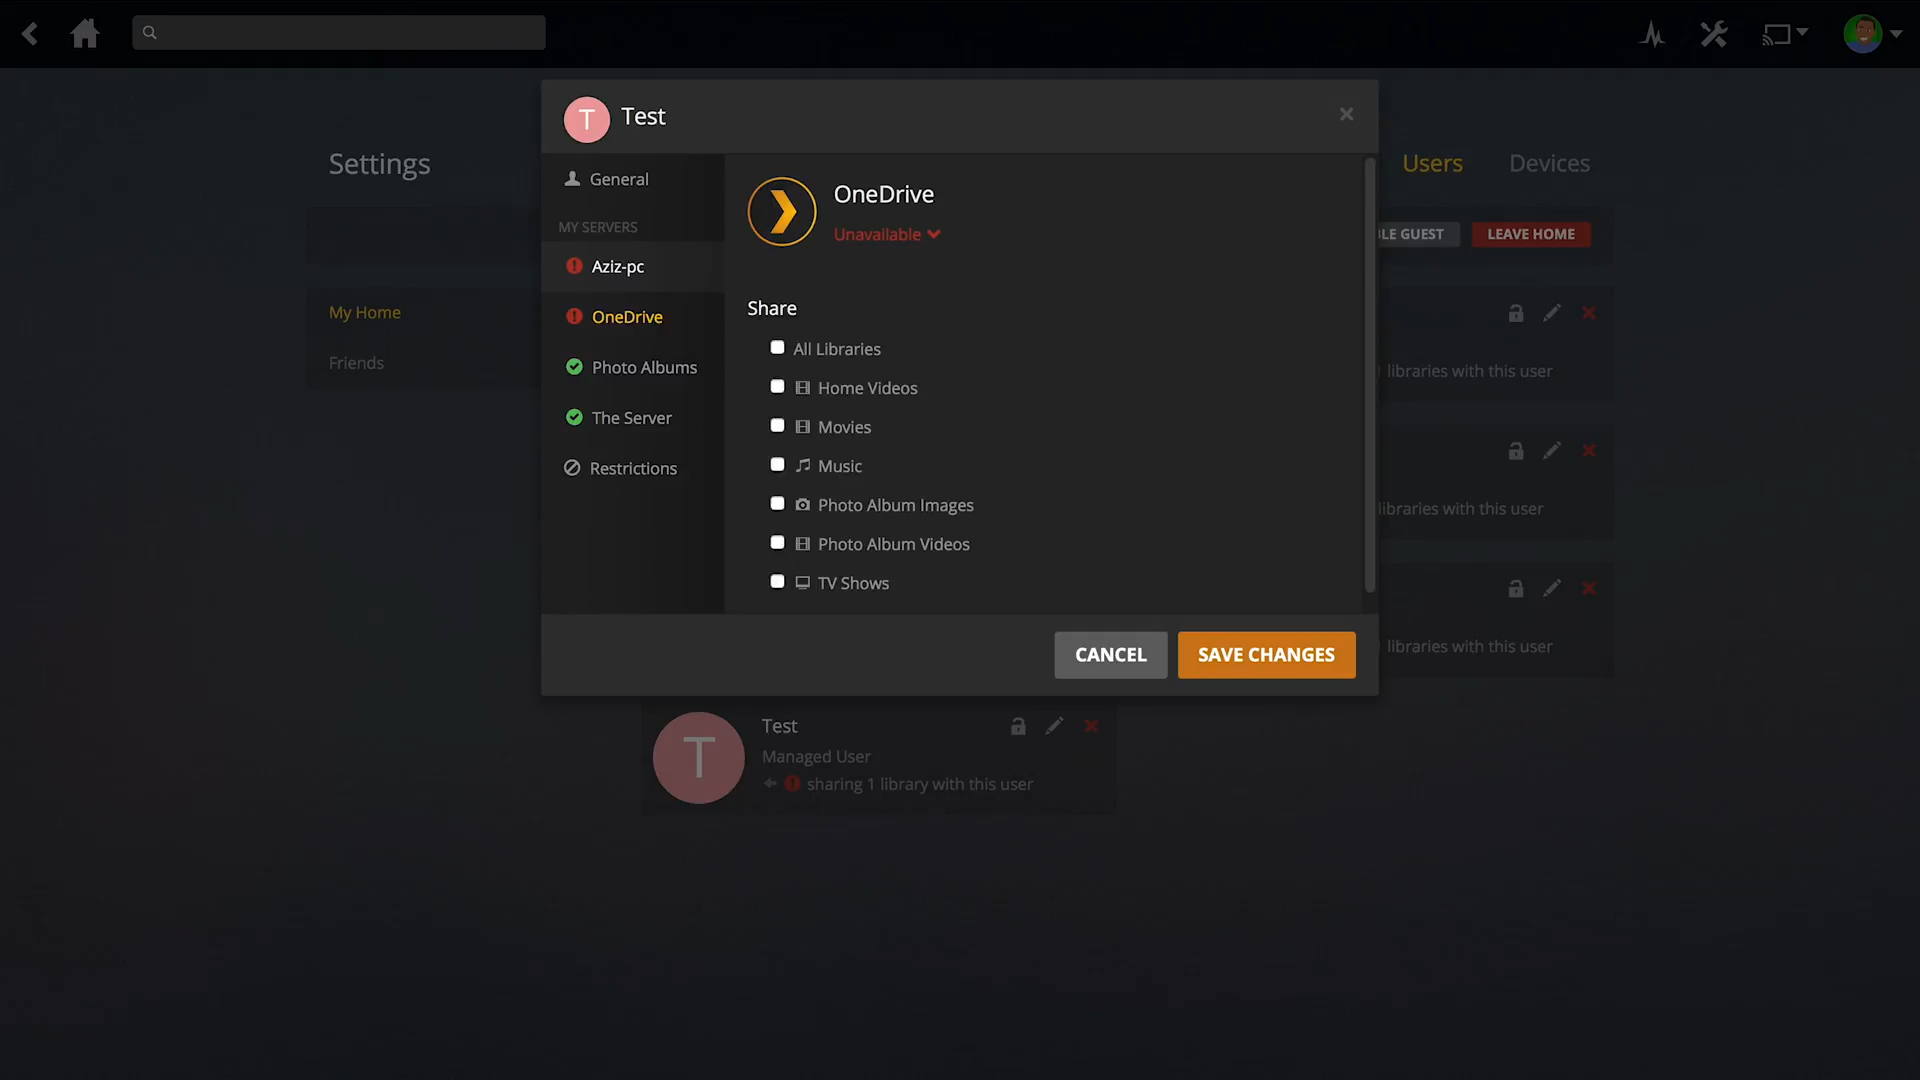 Settings
Users
Devices
LE GUEST
LEAVE HOME
My Home
Friends
T
Test
General
MY SERVERS
Aziz-pc
OneDrive
Photo Albums
The Server
Restrictions
OneDrive
Unavailable
Share
All Libraries
Home Videos
Movies
Music
Photo Album Images
Photo Album Videos
TV Shows
CANCEL
SAVE CHANGES
libraries with this user
libraries with this user
libraries with this user
T
Test
Managed User
sharing 1 library with this user